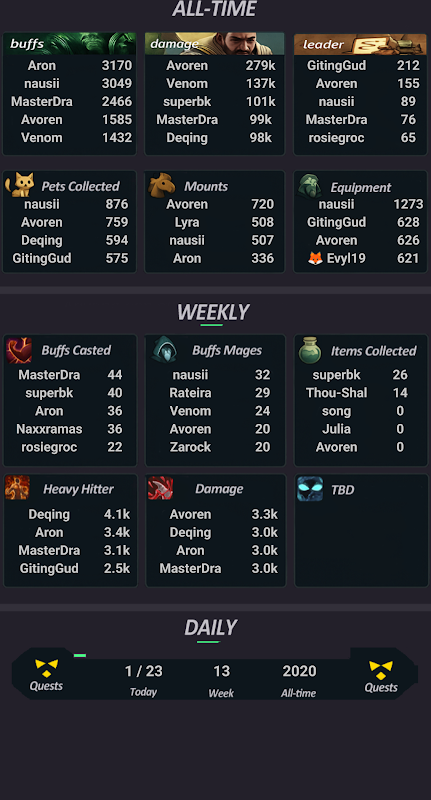 ALL-TIME
buffs
Aron 3170
nausii 3049
MasterDra 2466
Avoren 1585
Venom 1432
damage
Avoren 279k
Venom 137k
superbk 101k
MasterDra 99k
Deqing 98k
leader
GitingGud 212
Avoren 155
nausii 89
MasterDra 76
rosiegroc 65
Pets Collected
nausii 876
Avoren 759
Deqing 594
GitingGud 575
Mounts
Avoren 720
Lyra 508
nausii 507
Aron 336
Equipment
nausii 1273
GitingGud 628
Avoren 626
🦊 Evyl19 621
WEEKLY
Buffs Casted
MasterDra 44
superbk 40
Aron 36
Naxxramas 36
rosiegroc 22
Buffs Mages
nausii 32
Rateira 29
Venom 24
Avoren 20
Zarock 20
Items Collected
superbk 26
Thou-Shal 14
song 0
Julia 0
Avoren 0
Heavy Hitter
Deqing 4.1k
Aron 3.4k
MasterDra 3.1k
GitingGud 2.5k
Damage
Avoren 3.3k
Deqing 3.0k
Aron 3.0k
MasterDra 3.0k
TBD
DAILY
Quests
1 / 23
Today
13
Week
2020
All-time
Quests